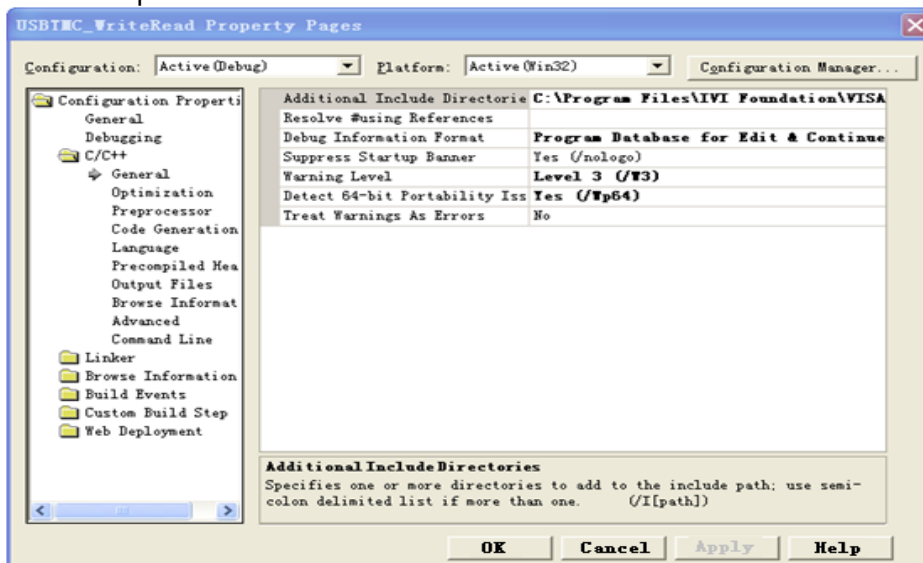 USBTMC_WriteRead Property Pages
Configuration: Active(Debug) Platform: Active(Win32) Configuration Manager...
Configuration Properti
General
Debugging
C/C++
General
Optimization
Preprocessor
Code Generation
Language
Precompiled Hea
Output Files
Browse Informat
Advanced
Command Line
Linker
Browse Information
Build Events
Custom Build Step
Web Deployment
Additional Include Directorie C:\Program Files\IVI Foundation\VISA
Resolve #using References
Debug Information Format Program Database for Edit & Continue
Suppress Startup Banner Yes (/nologo)
Warning Level Level 3 (/W3)
Detect 64-bit Portability Iss Yes (/Wp64)
Treat Warnings As Errors No
Additional Include Directories
Specifies one or more directories to add to the include path; use semi-
colon delimited list if more than one. (/I[path])
OK Cancel Apply Help